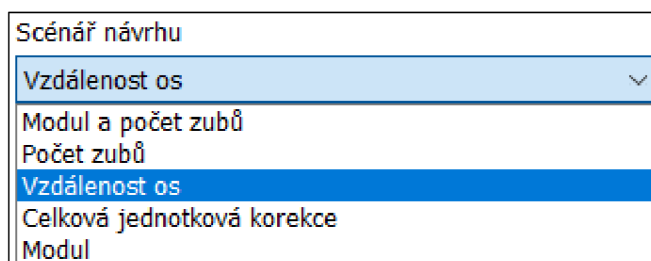 Scénář návrhu
Vzdálenost os
Modul a počet zubů
Počet zubů
Vzdálenost os
Celková jednotková korekce
Modul